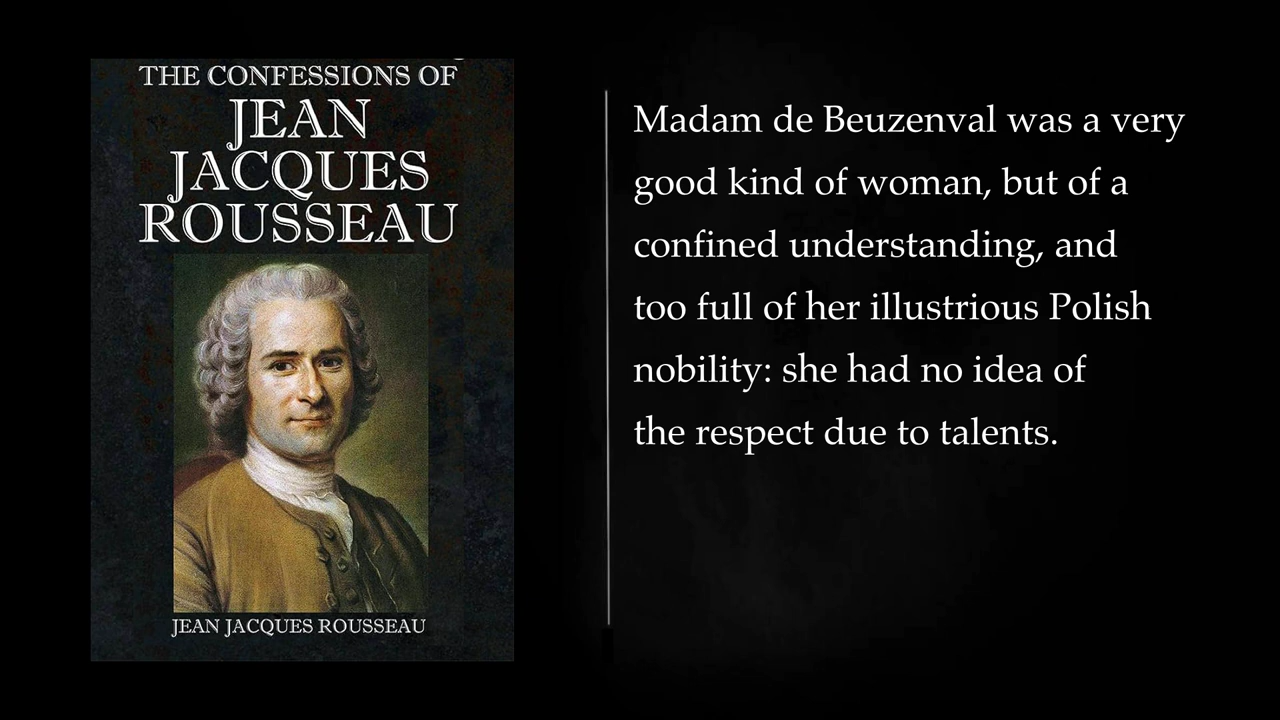 THE CONFESSIONS OF
JEAN
JACQUES
ROUSSEAU
JEAN JACQUES ROUSSEAU
Madam de Beuzenval was a very
good kind of woman, but of a
confined understanding, and
too full of her illustrious Polish
nobility: she had no idea of
the respect due to talents.